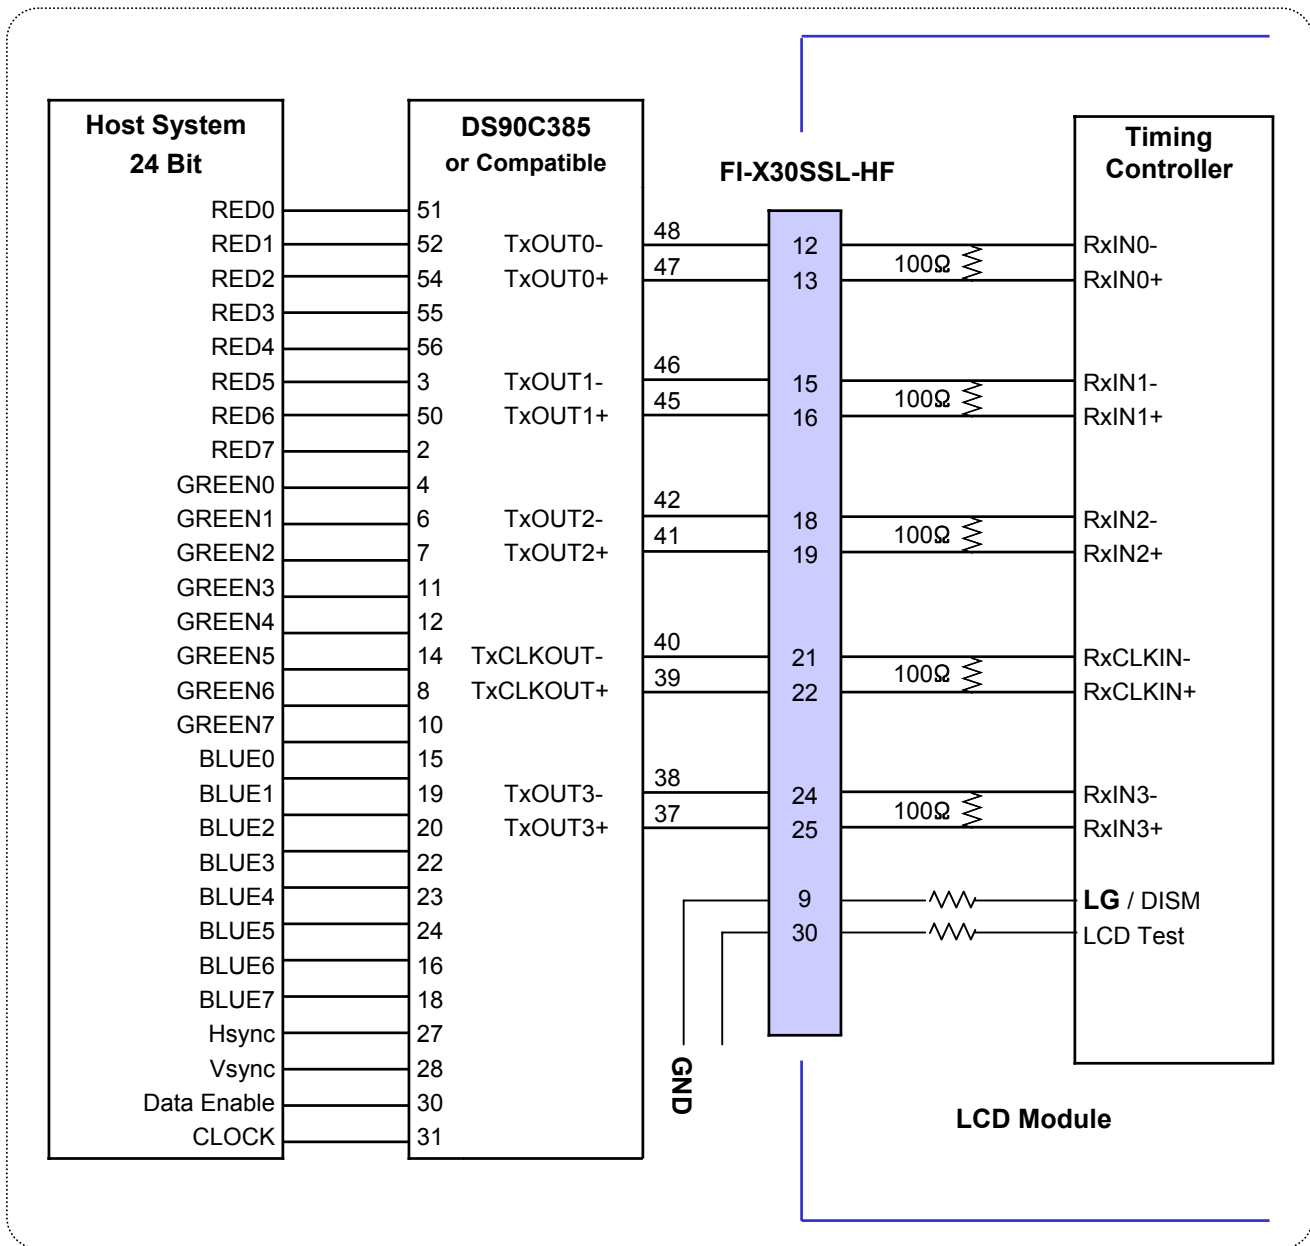 Host System
24 Bit
RED0
RED1
RED2
RED3
RED4
RED5
RED6
RED7
GREEN0
GREEN1
GREEN2
GREEN3
GREEN4
GREEN5
GREEN6
GREEN7
BLUE0
BLUE1
BLUE2
BLUE3
BLUE4
BLUE5
BLUE6
BLUE7
Hsync
Vsync
Data Enable
CLOCK
DS90C385
or Compatible
51
52
54
55
56
3
50
2
4
6
7
11
12
14
8
10
15
19
20
22
23
24
16
18
27
28
30
31
TxOUT0-
TxOUT0+
TxOUT1-
TxOUT1+
TxOUT2-
TxOUT2+
TxCLKOUT-
TxCLKOUT+
TxOUT3-
TxOUT3+
48
47
46
45
42
41
40
39
38
37
GND
FI-X30SSL-HF
12
13
15
16
18
19
21
22
24
25
9
30
100Ω
100Ω
100Ω
100Ω
100Ω
Timing
Controller
RxIN0-
RxIN0+
RxIN1-
RxIN1+
RxIN2-
RxIN2+
RxCLKIN-
RxCLKIN+
RxIN3-
RxIN3+
LG / DISM
LCD Test
LCD Module